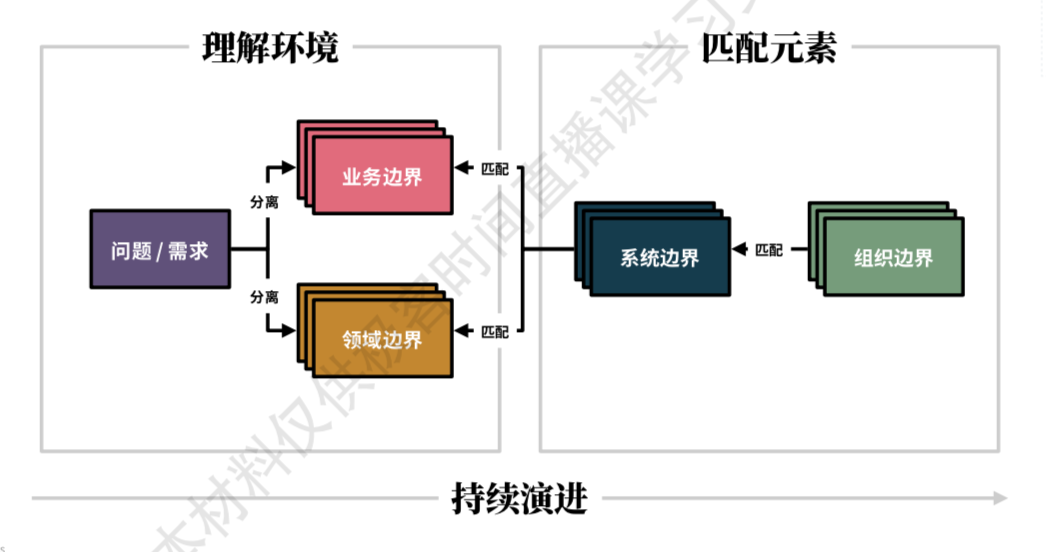 理解环境
匹配元素
业务边界
匹配
分离
问题 / 需求
系统边界
匹配
组织边界
分离
领域边界
匹配
持续演进
本材料仅供极客时间直播课学习
s